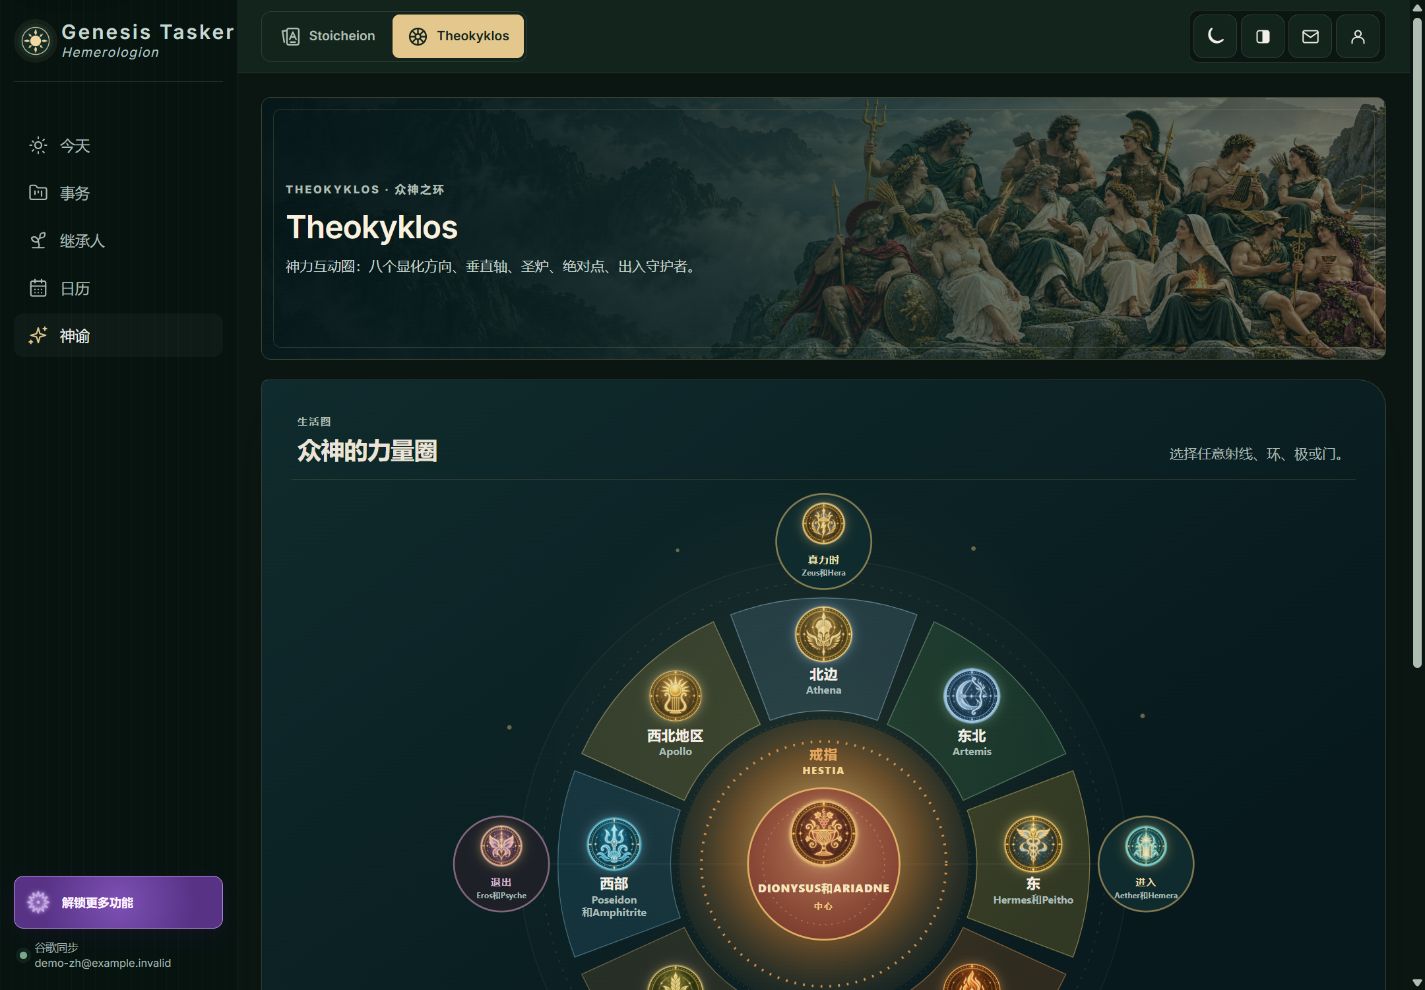 Genesis Tasker
Hemerologion
Stoicheion
Theokyklos
今天
事务
继承人
日历
神谕
解锁更多功能
谷歌同步
demo-zh@example.invalid
THEOKYKLOS · 众神之环
Theokyklos
神力互动圈：八个显化方向、垂直轴、圣炉、绝对点、出入守护者。
生活圈
众神的力量圈
选择任意射线、环、极或门。
真力时
Zeus和Hera
北边
Athena
西北地区
Apollo
东北
Artemis
戒指
HESTIA
退出
Eros和Psyche
西部
Poseidon
和Amphitrite
DIONYSUS和ARIADNE
中心
东
Hermes和Peitho
进入
Aether和Hemera